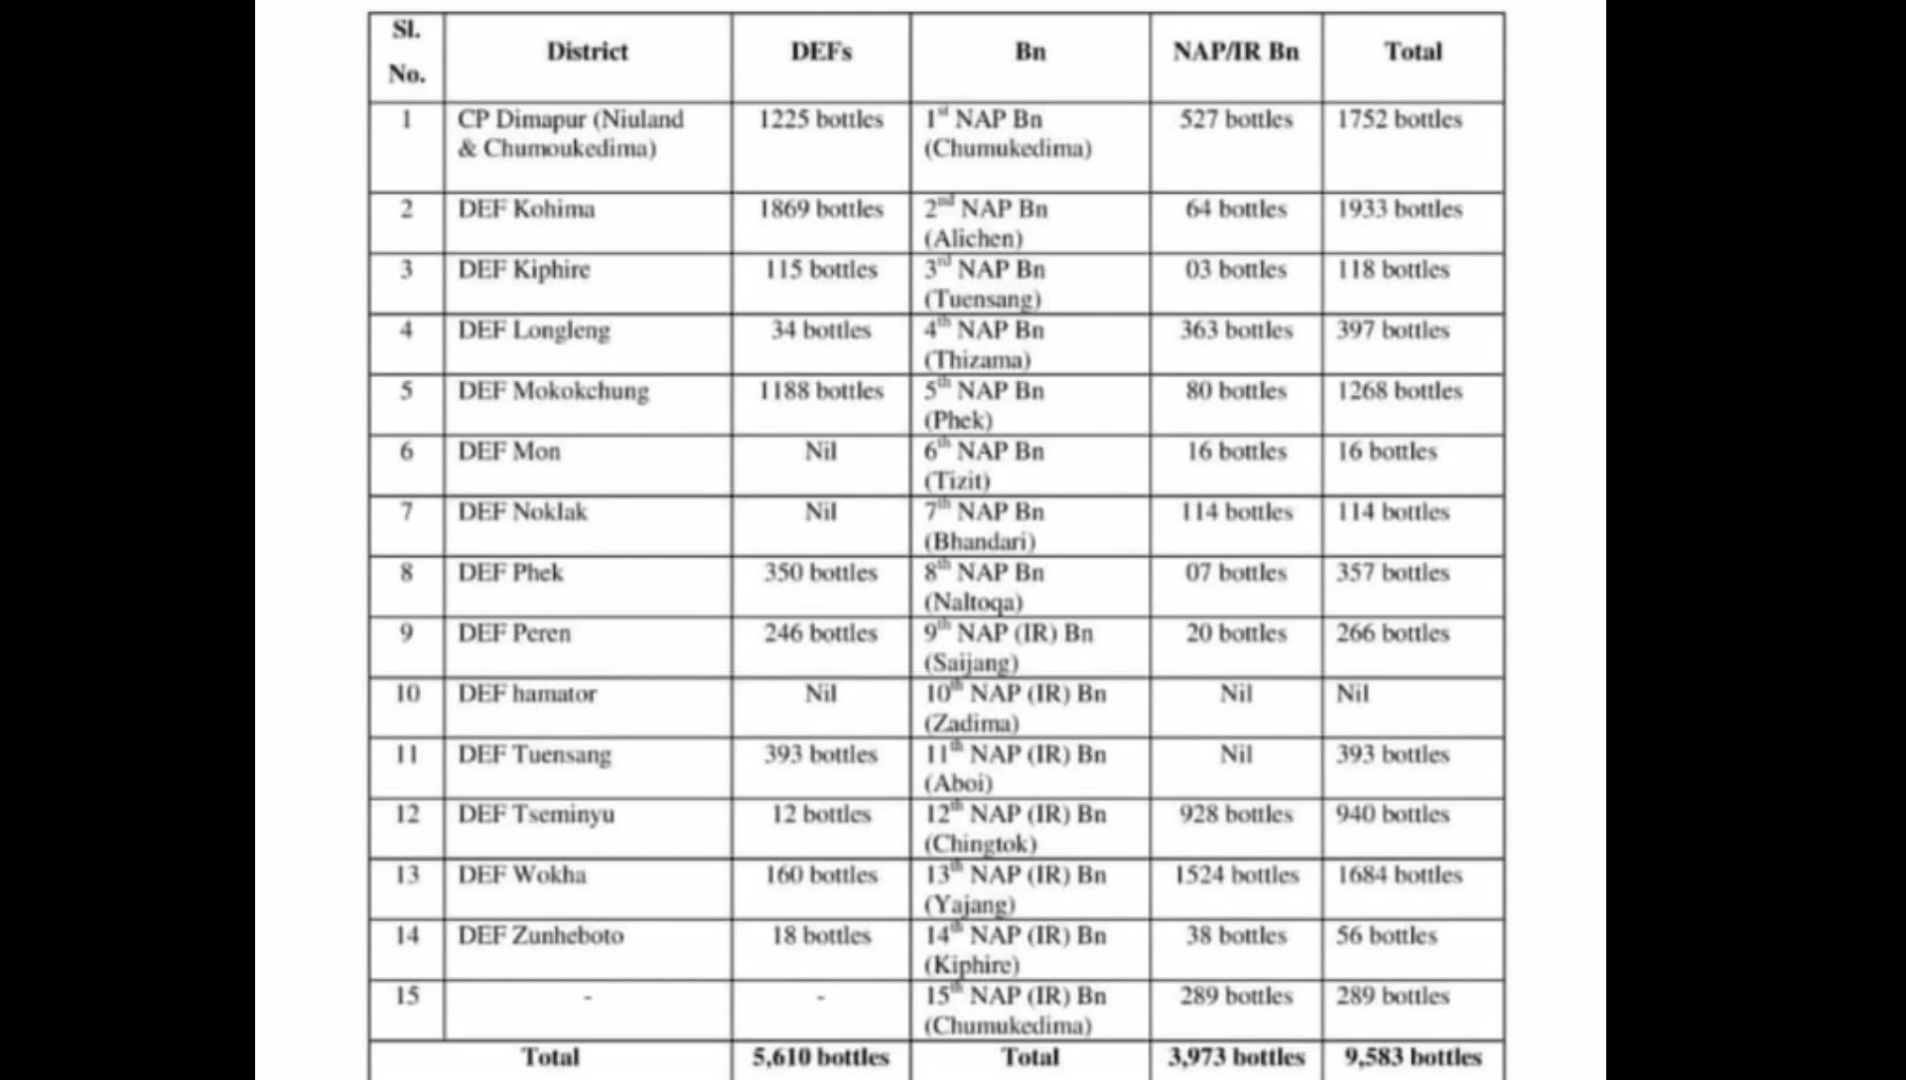 Sl. No. District DEFs Bn NAP/IR Bn Total
1 CP Dimapur (Niuland 1225 bottles 1st NAP Bn 527 bottles 1752 bottles
& Chumoukedima) (Chumukedima)
2 DEF Kohima 1869 bottles 2nd NAP Bn 64 bottles 1933 bottles
(Alichen)
3 DEF Kiphire 115 bottles 3rd NAP Bn 03 bottles 118 bottles
(Tuensang)
4 DEF Longleng 34 bottles 4th NAP Bn 363 bottles 397 bottles
(Thizama)
5 DEF Mokokchung 1188 bottles 5th NAP Bn 80 bottles 1268 bottles
(Phek)
6 DEF Mon Nil 6th NAP Bn 16 bottles 16 bottles
(Tizit)
7 DEF Noklak Nil 7th NAP Bn 114 bottles 114 bottles
(Bhandari)
8 DEF Phek 350 bottles 8th NAP Bn 07 bottles 357 bottles
(Naltoqa)
9 DEF Peren 246 bottles 9th NAP (IR) Bn 20 bottles 266 bottles
(Saijang)
10 DEF hamator Nil 10th NAP (IR) Bn Nil Nil
(Zadima)
11 DEF Tuensang 393 bottles 11th NAP (IR) Bn Nil 393 bottles
(Aboi)
12 DEF Tseminyu 12 bottles 12th NAP (IR) Bn 928 bottles 940 bottles
(Chingtok)
13 DEF Wokha 160 bottles 13th NAP (IR) Bn 1524 bottles 1684 bottles
(Yajang)
14 DEF Zunheboto 18 bottles 14th NAP (IR) Bn 38 bottles 56 bottles
(Kiphire)
15 - - 15th NAP (IR) Bn 289 bottles 289 bottles
(Chumukedima)
Total 5,610 bottles Total 3,973 bottles 9,583 bottles